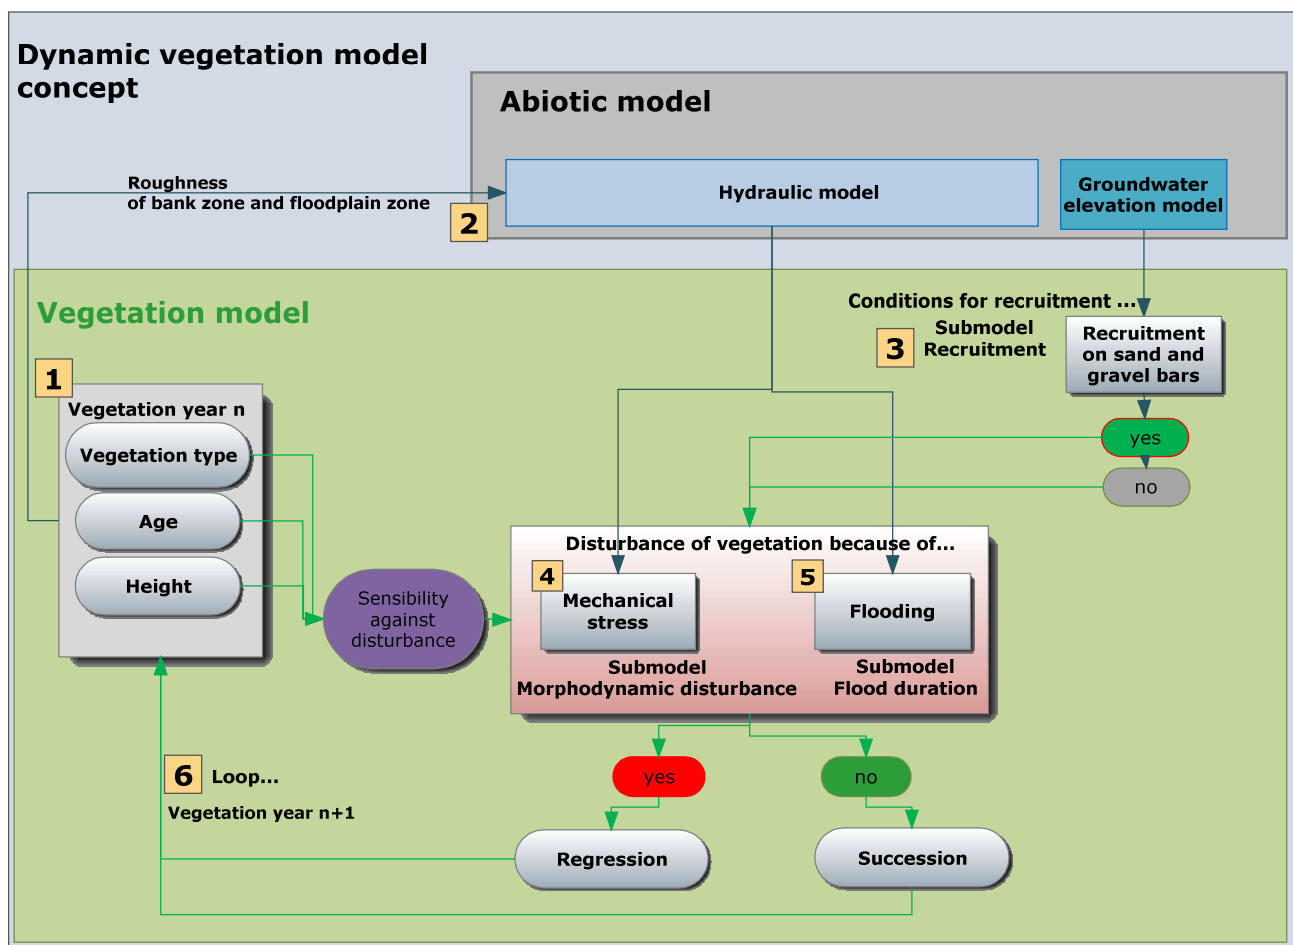 Dynamic vegetation model
concept
Abiotic model
Roughness
of bank zone and floodplain zone
2
Hydraulic model
Groundwater
elevation model
Vegetation model
Conditions for recruitment ...
3
Submodel
Recruitment
Recruitment
on sand and
gravel bars
yes
no
1
Vegetation year n
Vegetation type
Age
Height
Sensibility
against
disturbance
Disturbance of vegetation because of...
4
Mechanical
stress
5
Flooding
Submodel
Morphodynamic disturbance
Submodel
Flood duration
yes
no
6
Loop...
Vegetation year n+1
Regression
Succession